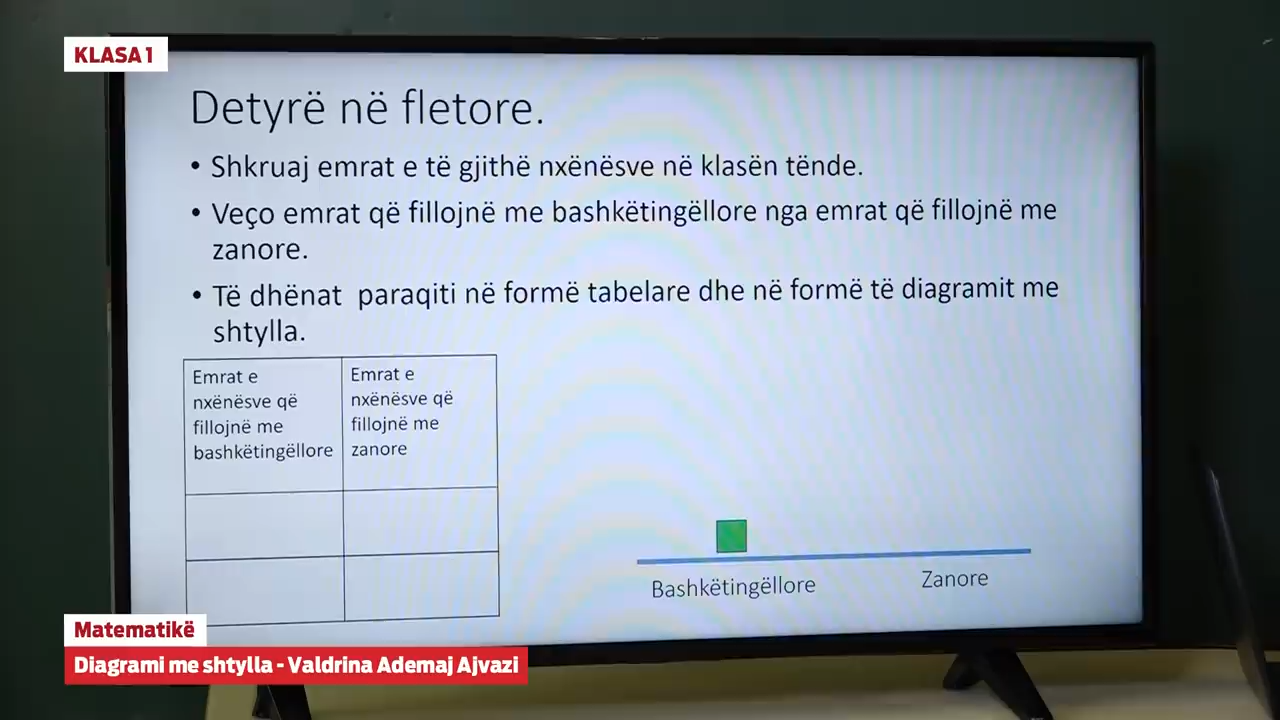 KLASA 1
Detyrë në fletore.
• Shkruaj emrat e të gjithë nxënësve në klasën tënde.
• Veço emrat që fillojnë me bashkëtingëllore nga emrat që fillojnë me
zanore.
• Të dhënat paraqiti në formë tabelare dhe në formë të diagramit me
shtylla.
Emrat e
nxënësve që
fillojnë me
bashkëtingëllore
Emrat e
nxënësve që
fillojnë me
zanore
Bashkëtingëllore
Zanore
Matematikë
Diagrami me shtylla - Valdrina Ademaj Ajvazi